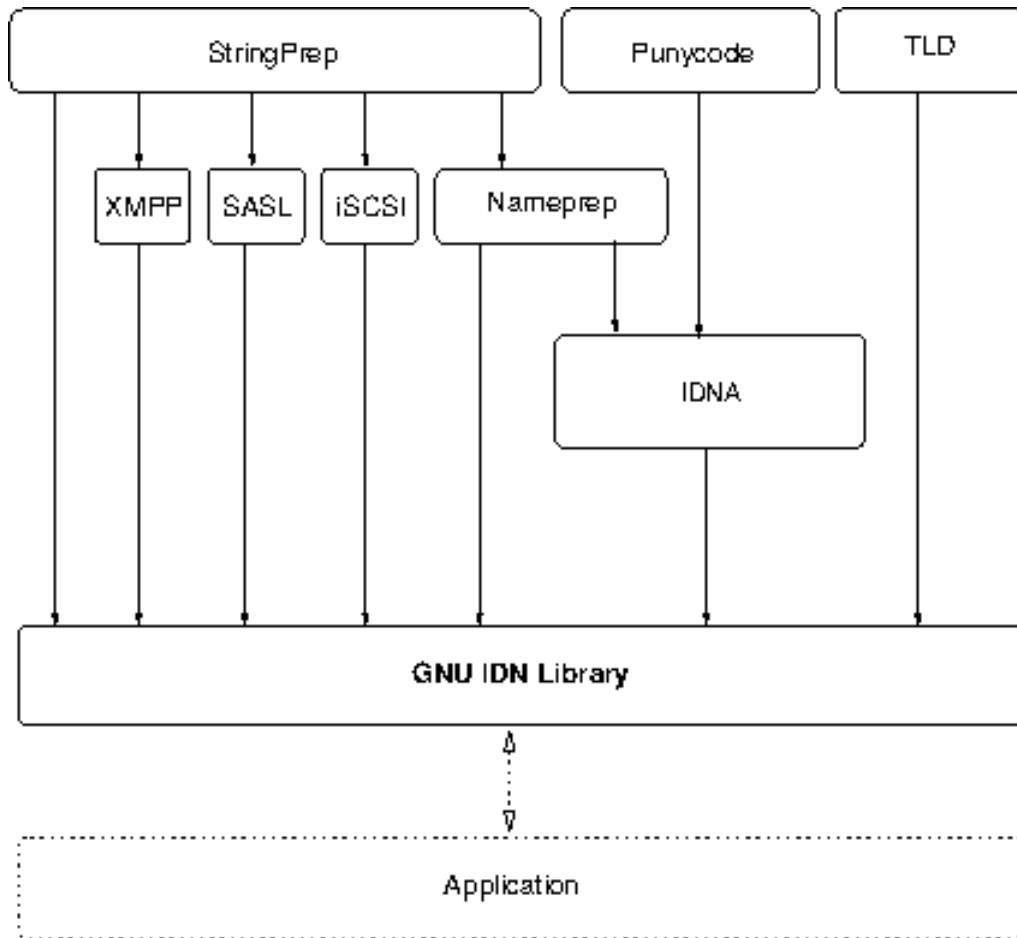 StringPrep
Punycode
TLD
XMPP
SASL
iSCSI
Nameprep
IDNA
GNU IDN Library
Application